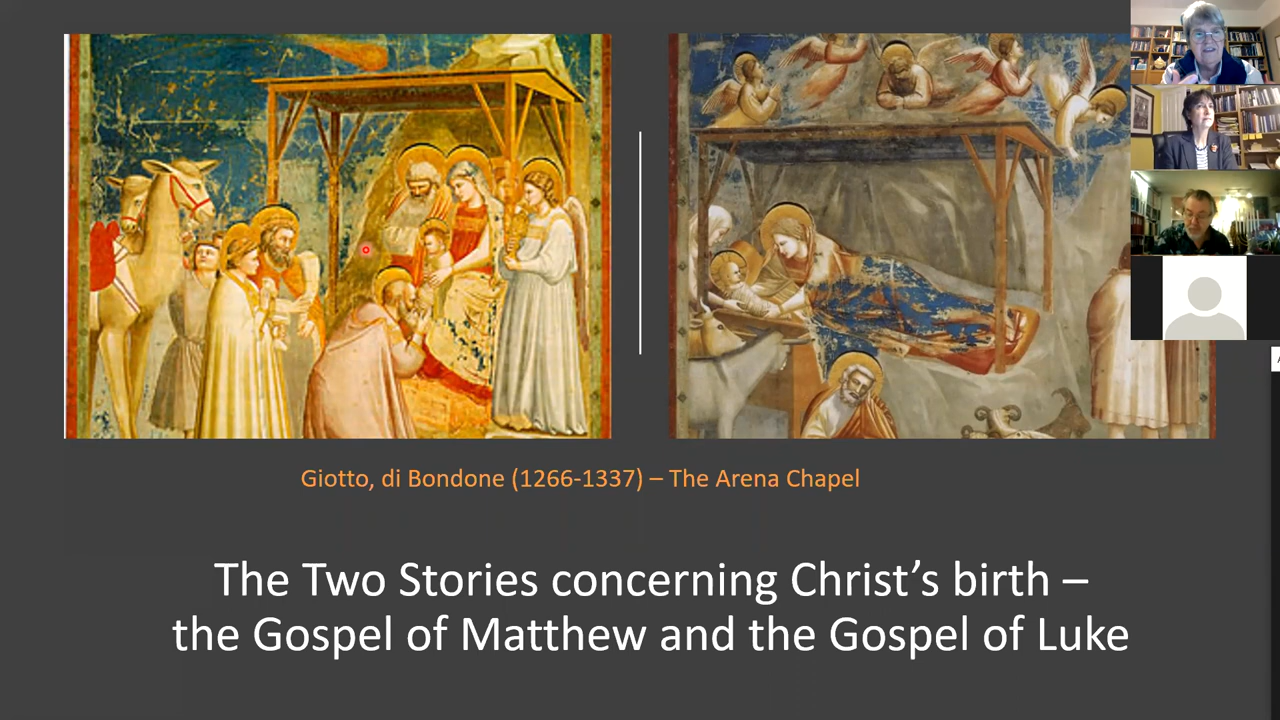 Giotto, di Bondone (1266-1337) – The Arena Chapel
The Two Stories concerning Christ’s birth –
the Gospel of Matthew and the Gospel of Luke